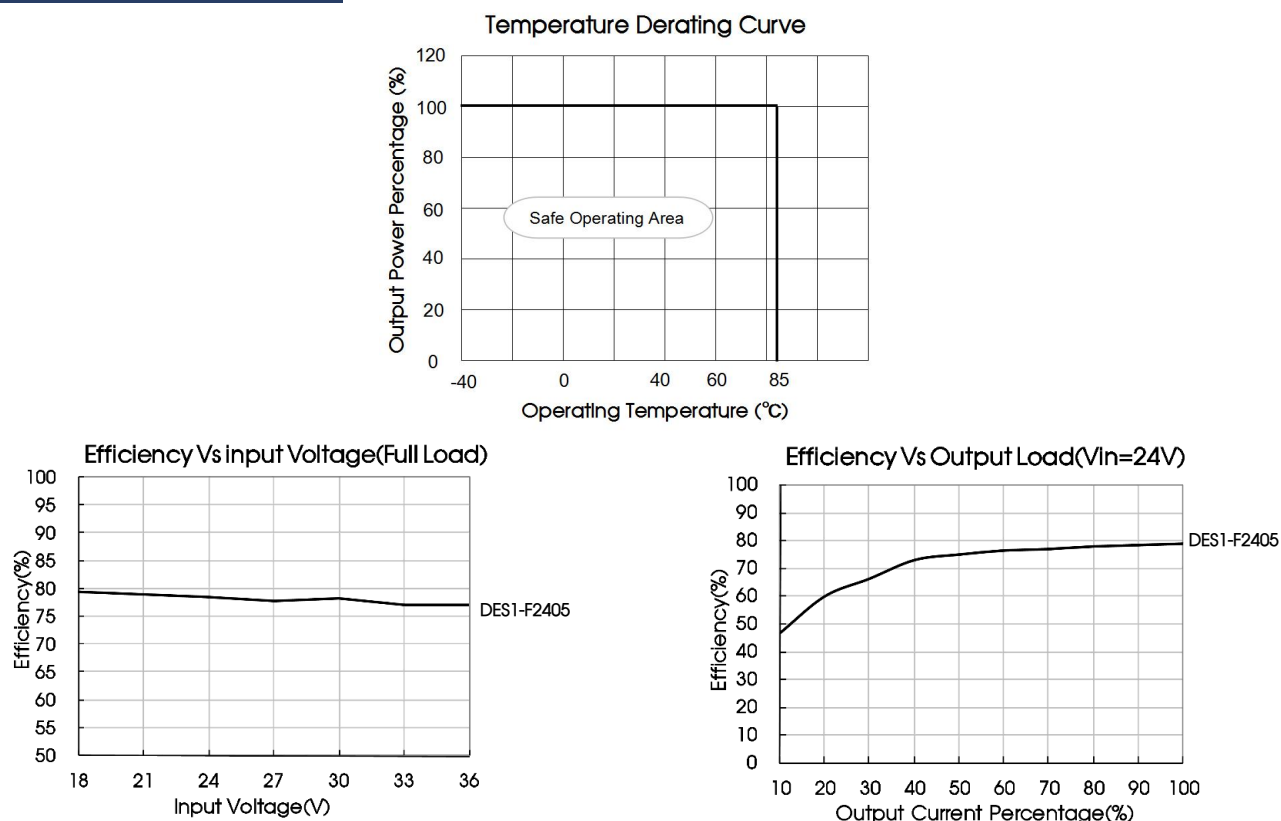 Temperature Derating Curve
Output Power Percentage (%)
120
100
80
60
40
20
0
Safe Operating Area
-40 0 40 60 85
Operating Temperature (°C)
Efficiency Vs input Voltage(Full Load)
Efficiency(%)
100
95
90
85
80
75
70
65
60
55
50
DES1-F2405
18 21 24 27 30 33 36
Input Voltage(V)
Efficiency Vs Output Load(Vin=24V)
Efficiency(%)
100
90
80
70
60
50
40
30
20
10
0
DES1-F2405
10 20 30 40 50 60 70 80 90 100
Output Current Percentage(%)